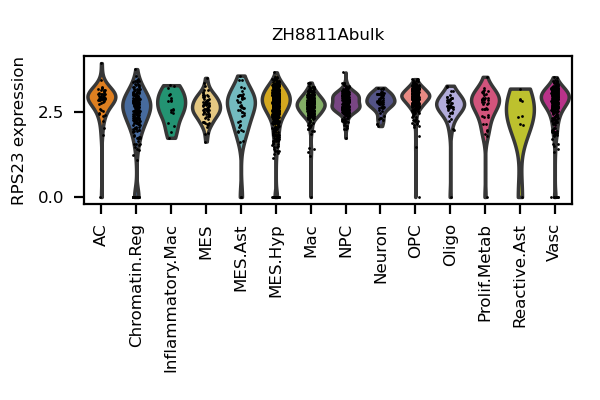 ZH8811Abulk
RPS23 expression
2.5
0.0
AC
Chromatin.Reg
Inflammatory.Mac
MES
MES.Ast
MES.Hyp
Mac
NPC
Neuron
OPC
Oligo
Prolif.Metab
Reactive.Ast
Vasc